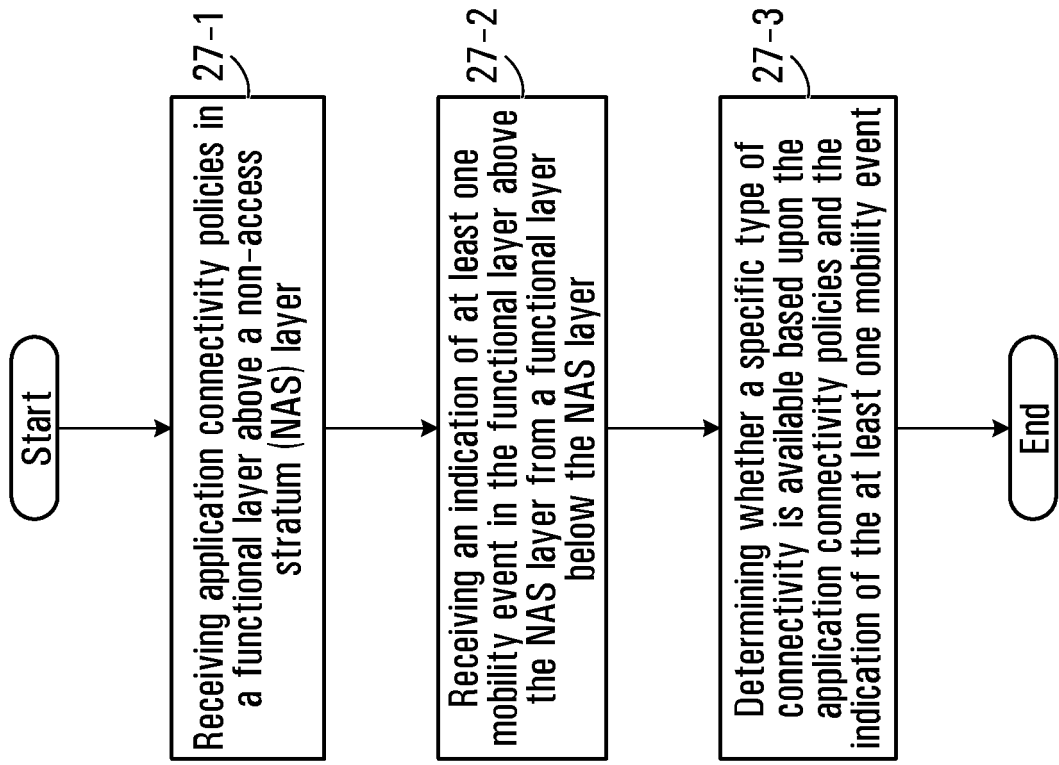 Start
27-1
Receiving application connectivity policies in
a functional layer above a non-access
stratum (NAS) layer
27-2
Receiving an indication of at least one
mobility event in the functional layer above
the NAS layer from a functional layer
below the NAS layer
27-3
Determining whether a specific type of
connectivity is available based upon the
application connectivity policies and the
indication of the at least one mobility event
End